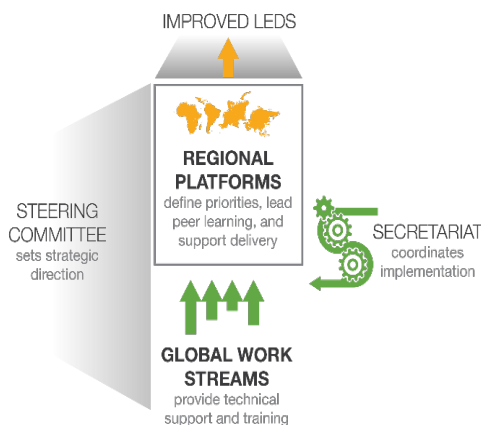 IMPROVED LEDS
REGIONAL
PLATFORMS
define priorities, lead
peer learning, and
support delivery
STEERING
COMMITTEE
sets strategic
direction
SECRETARIAT
coordinates
implementation
GLOBAL WORK
STREAMS
provide technical
support and training